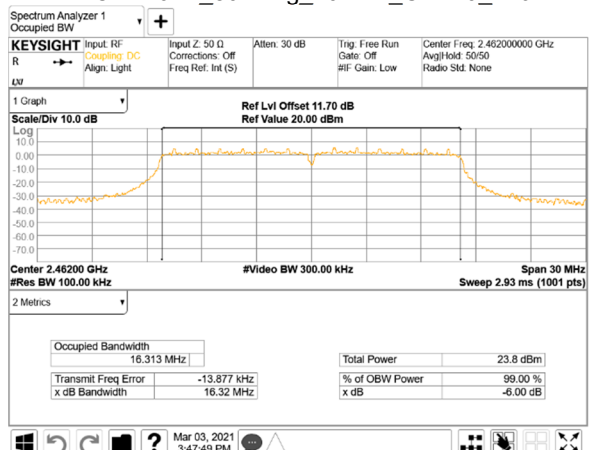 Spectrum Analyzer 1
Occupied BW
+
KEYSIGHT Input: RF Input Z: 50 Ω Atten: 30 dB Trig: Free Run Center Freq: 2.462000000 GHz
R Coupling: DC Corrections: Off Gate: Off Avg|Hold: 50/50
Align: Light Freq Ref: Int (S) #IF Gain: Low Radio Std: None
LXI
1 Graph
Ref Lvl Offset 11.70 dB
Scale/Div 10.0 dB Ref Value 20.00 dBm
Log
10.0
0.00
-10.0
-20.0
-30.0
-40.0
-50.0
-60.0
-70.0
Center 2.46200 GHz #Video BW 300.00 kHz Span 30 MHz
#Res BW 100.00 kHz Sweep 2.93 ms (1001 pts)
2 Metrics
Occupied Bandwidth
16.313 MHz Total Power 23.8 dBm
Transmit Freq Error -13.877 kHz % of OBW Power 99.00 %
x dB Bandwidth 16.32 MHz x dB -6.00 dB
? Mar 03, 2021
3:47:49 PM